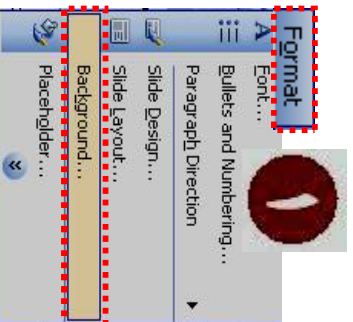 Format
Font...
Bullets and Numbering...
Paragraph Direction
Slide Design...
Slide Layout...
Background...
Placeholder...